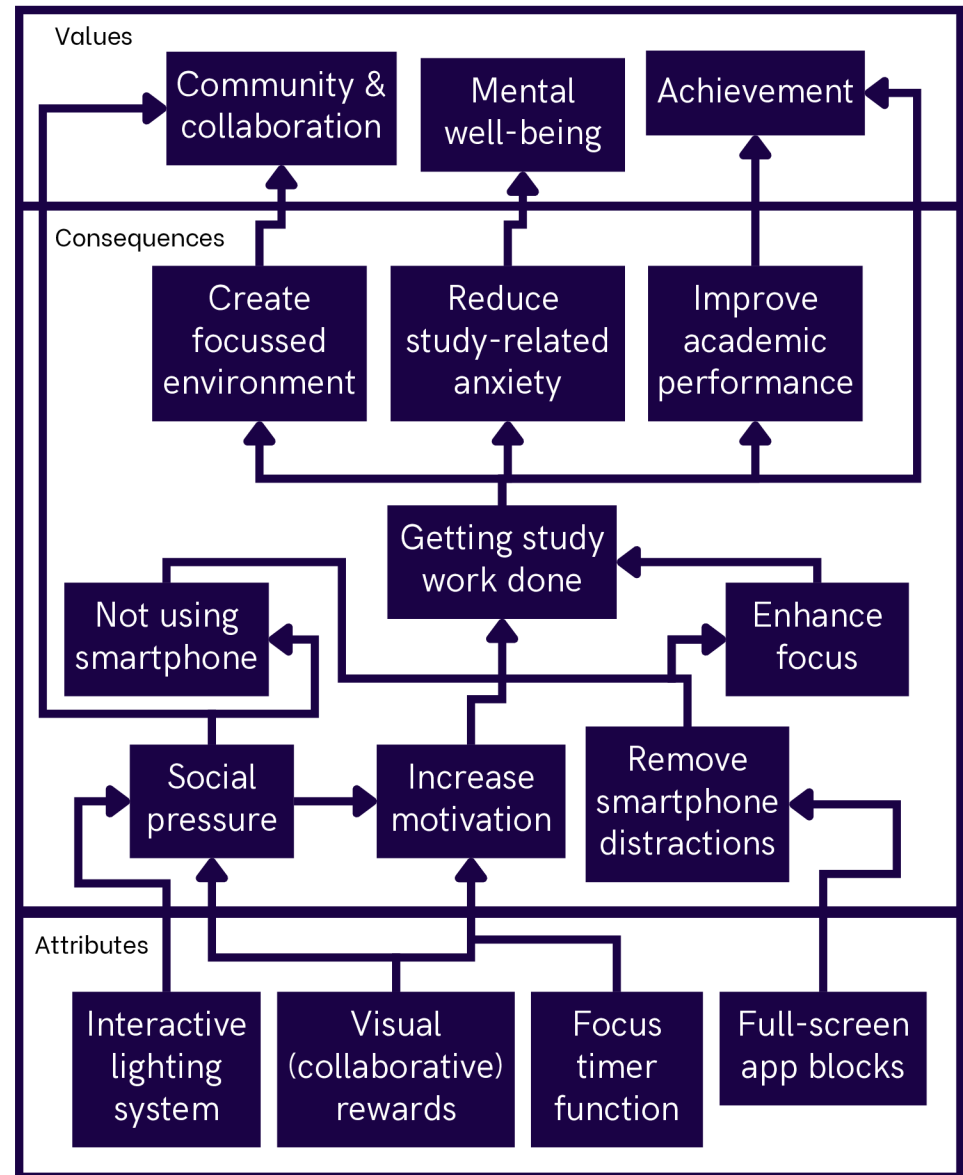 Values
Community &
collaboration
Mental
well-being
Achievement
Consequences
Create
focussed
environment
Reduce
study-related
anxiety
Improve
academic
performance
Getting study
work done
Not using
smartphone
Enhance
focus
Social
pressure
Increase
motivation
Remove
smartphone
distractions
Attributes
Interactive
lighting
system
Visual
(collaborative)
rewards
Focus
timer
function
Full-screen
app blocks